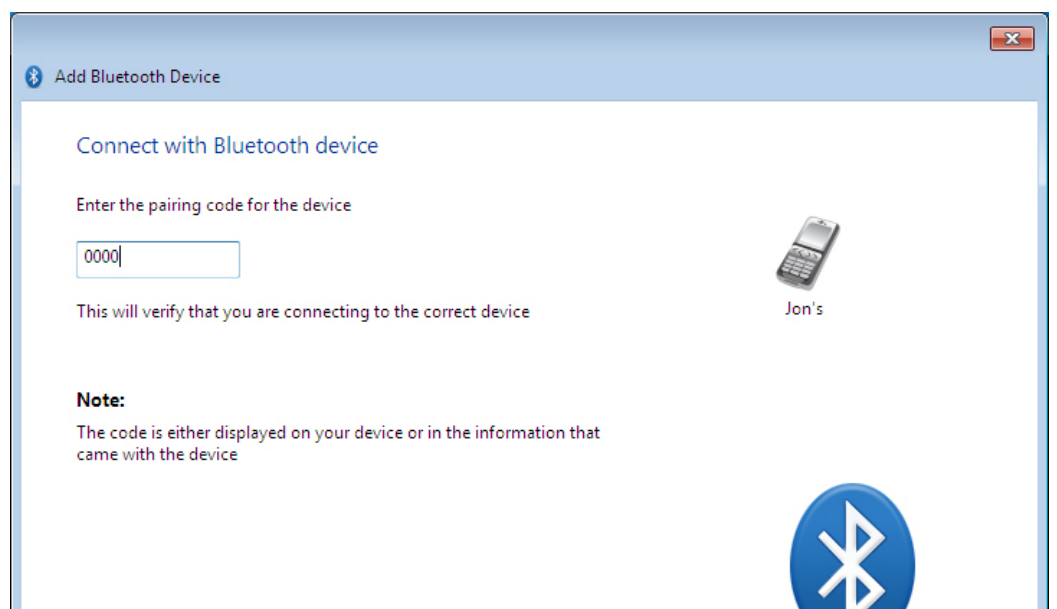 Add Bluetooth Device
Connect with Bluetooth device
Enter the pairing code for the device
0000
This will verify that you are connecting to the correct device
Jon's
Note:
The code is either displayed on your device or in the information that
came with the device